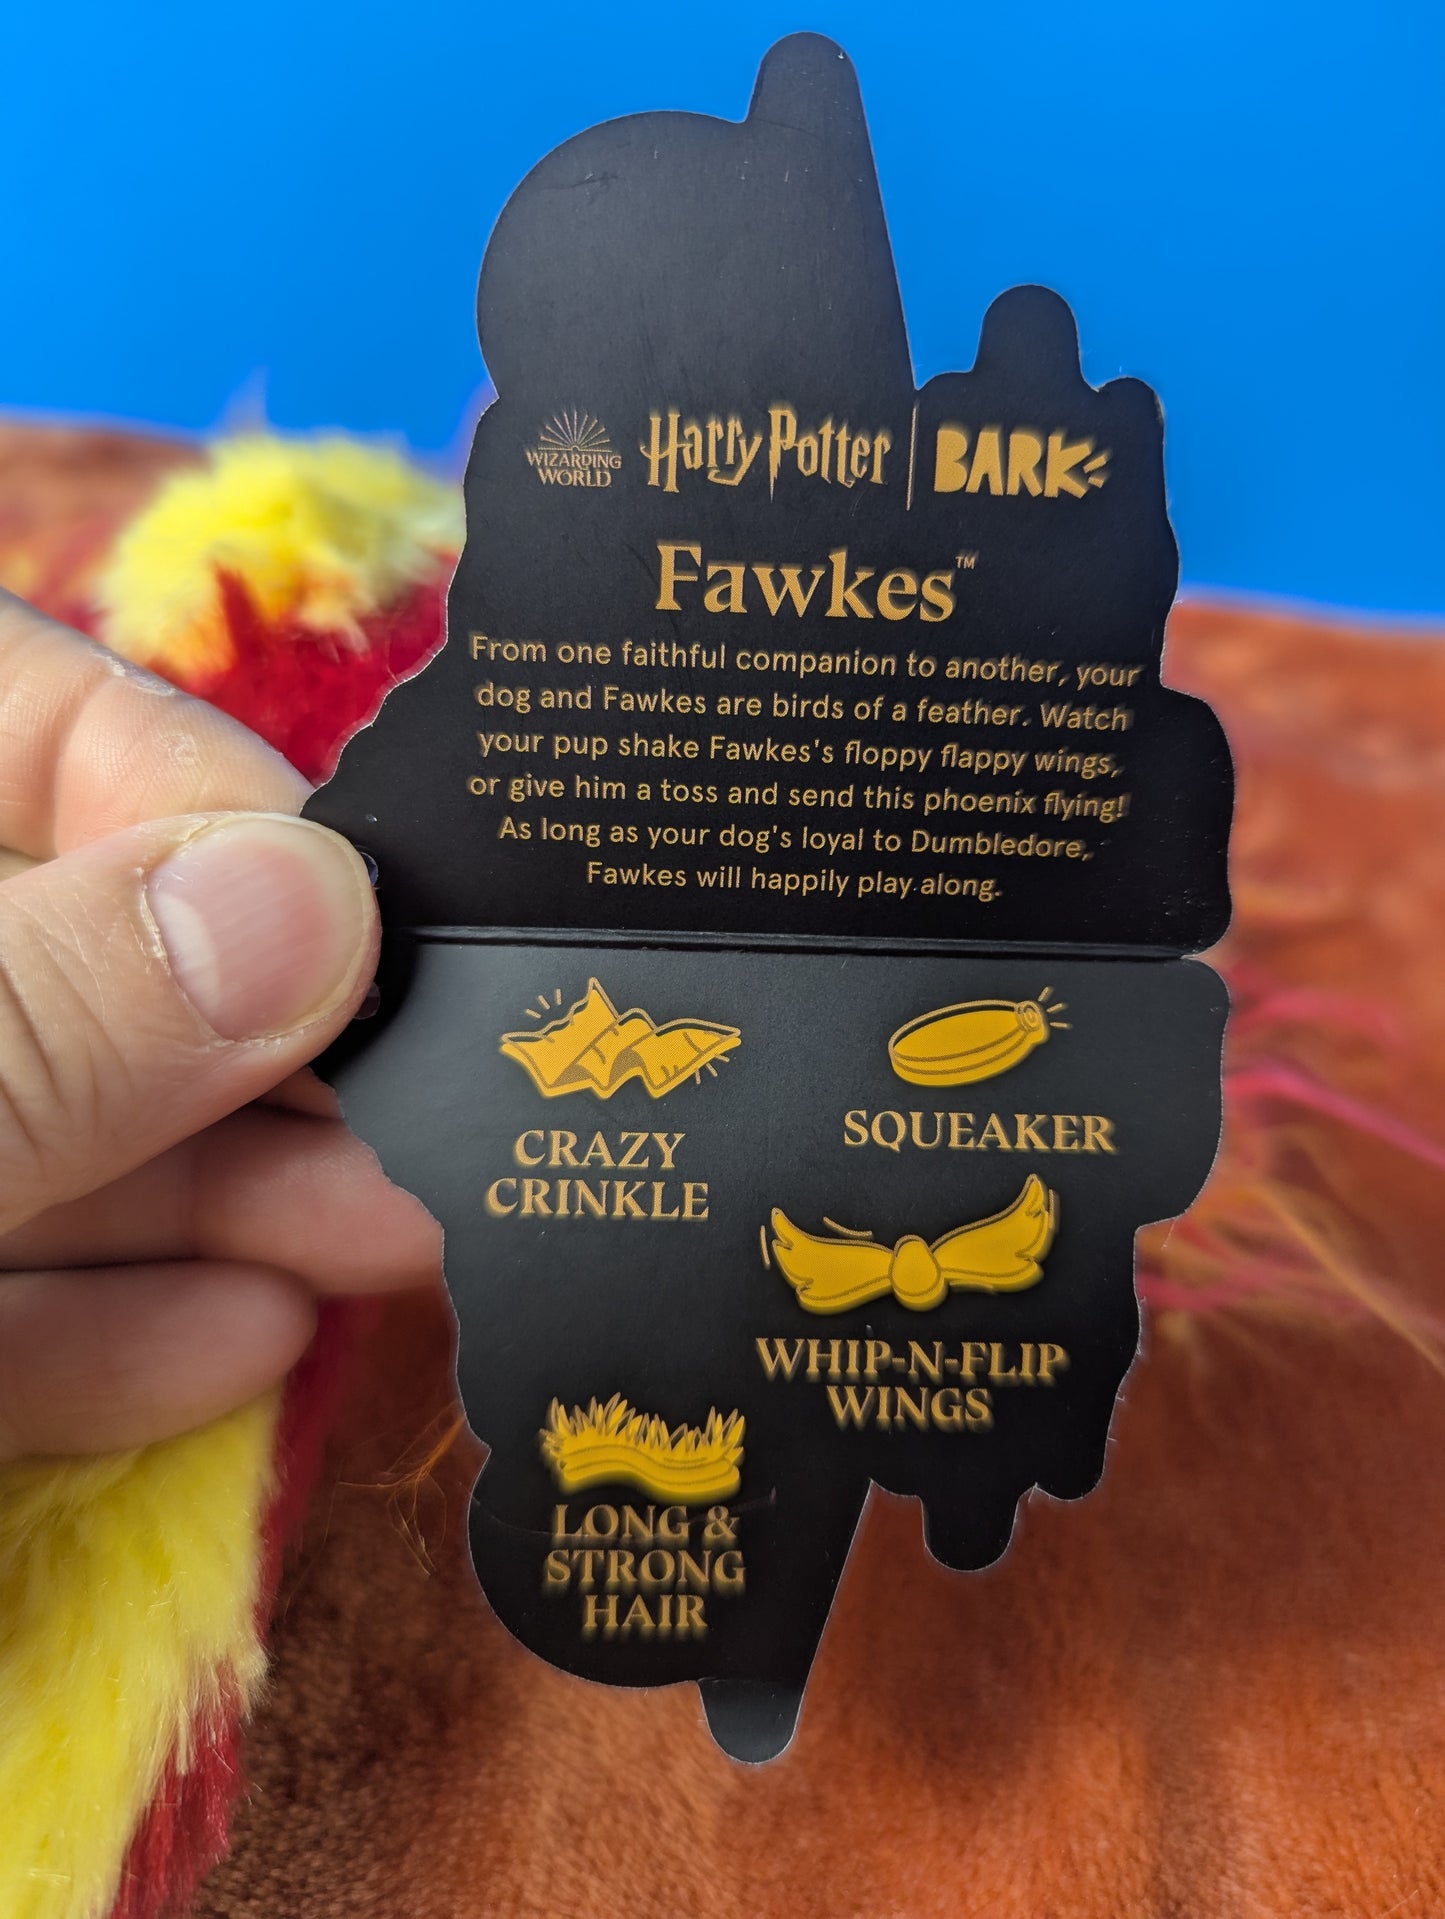 WIZARDING
WORLD
Harry Potter
BARK
Fawkes™
From one faithful companion to another, your
dog and Fawkes are birds of a feather. Watch
your pup shake Fawkes's floppy flappy wings,
or give him a toss and send this phoenix flying!
As long as your dog's loyal to Dumbledore,
Fawkes will happily play along.
CRAZY
CRINKLE
SQUEAKER
WHIP-N-FLIP
WINGS
LONG &
STRONG
HAIR